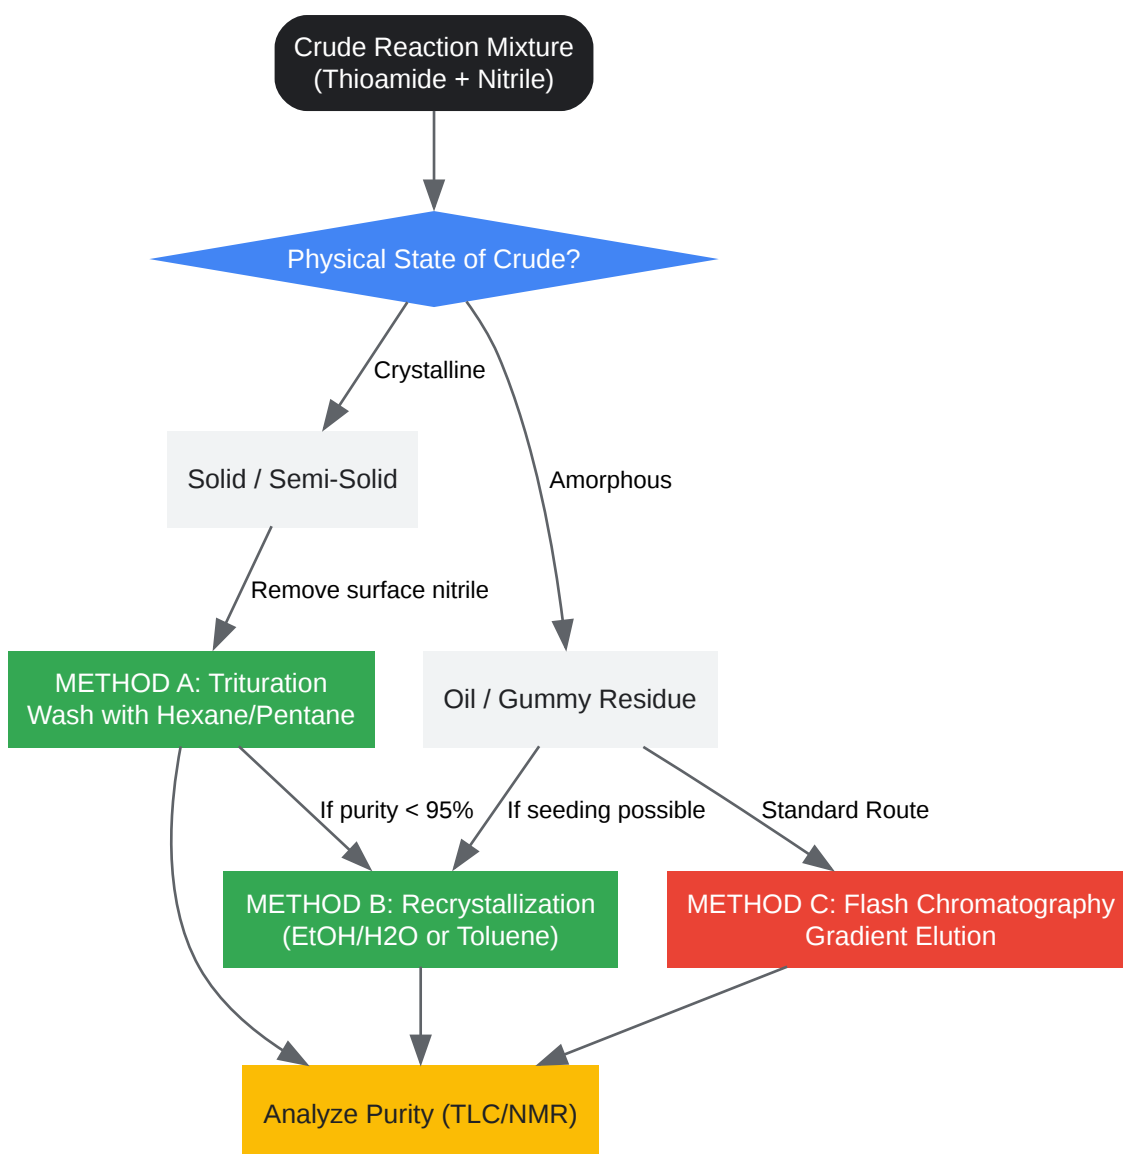 Crude Reaction Mixture
(Thioamide + Nitrile)
Physical State of Crude?
Crystalline
Solid / Semi-Solid
Amorphous
Remove surface nitrile
METHOD A: Trituration
Wash with Hexane/Pentane
Oil / Gummy Residue
If purity < 95%
If seeding possible
Standard Route
METHOD B: Recrystallization
(EtOH/H2O or Toluene)
METHOD C: Flash Chromatography
Gradient Elution
Analyze Purity (TLC/NMR)